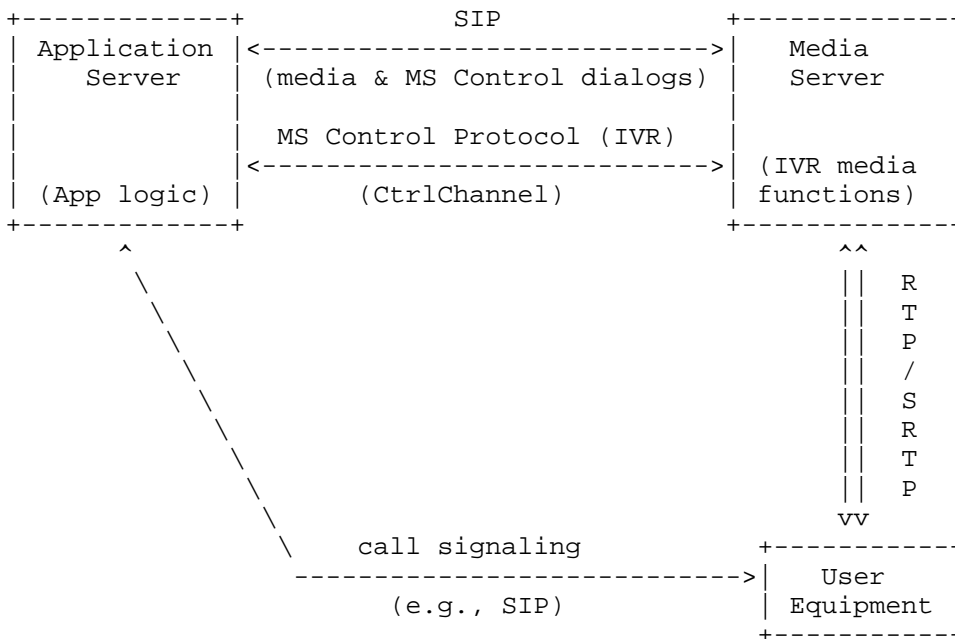 SIP
Application Media
Server (media & MS Control dialogs) Server
MS Control Protocol (IVR)
(IVR media
(App logic) (CtrlChannel) functions)
R
T
P
/
S
R
T
P
call signaling
User
(e.g., SIP) Equipment